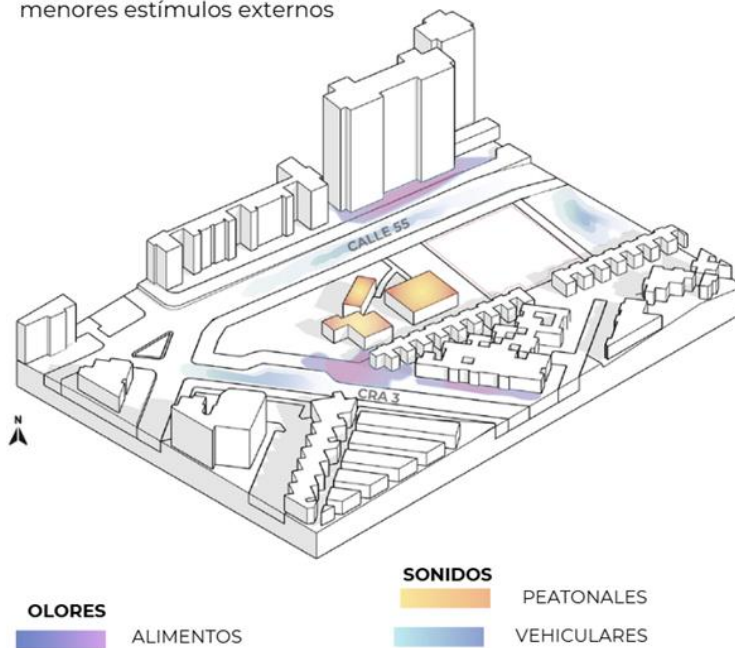 menores estímulos externos
CALLE 55
CRA 3
N
OLORES
ALIMENTOS
SONIDOS
PEATONALES
VEHICULARES